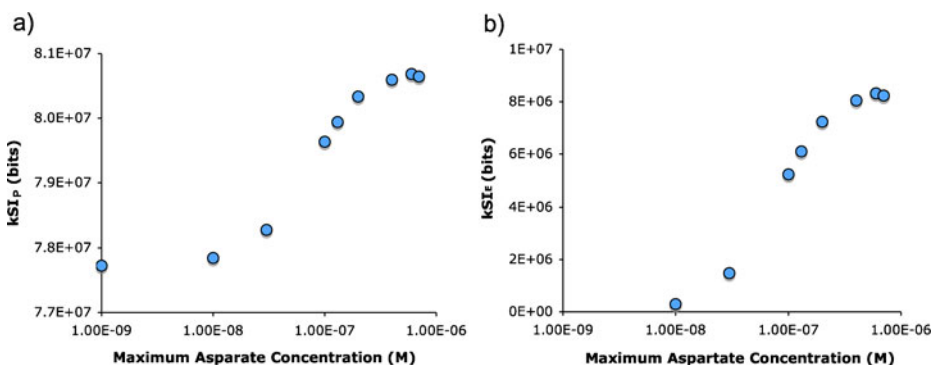 a)
8.1E+07
8.0E+07
7.9E+07
7.8E+07
7.7E+07
kSIP (bits)
1.00E-09 1.00E-08 1.00E-07 1.00E-06
Maximum Asparate Concentration (M)
b)
1E+07
8E+06
6E+06
4E+06
2E+06
0E+00
kSIE (bits)
1.00E-09 1.00E-08 1.00E-07 1.00E-06
Maximum Aspartate Concentration (M)